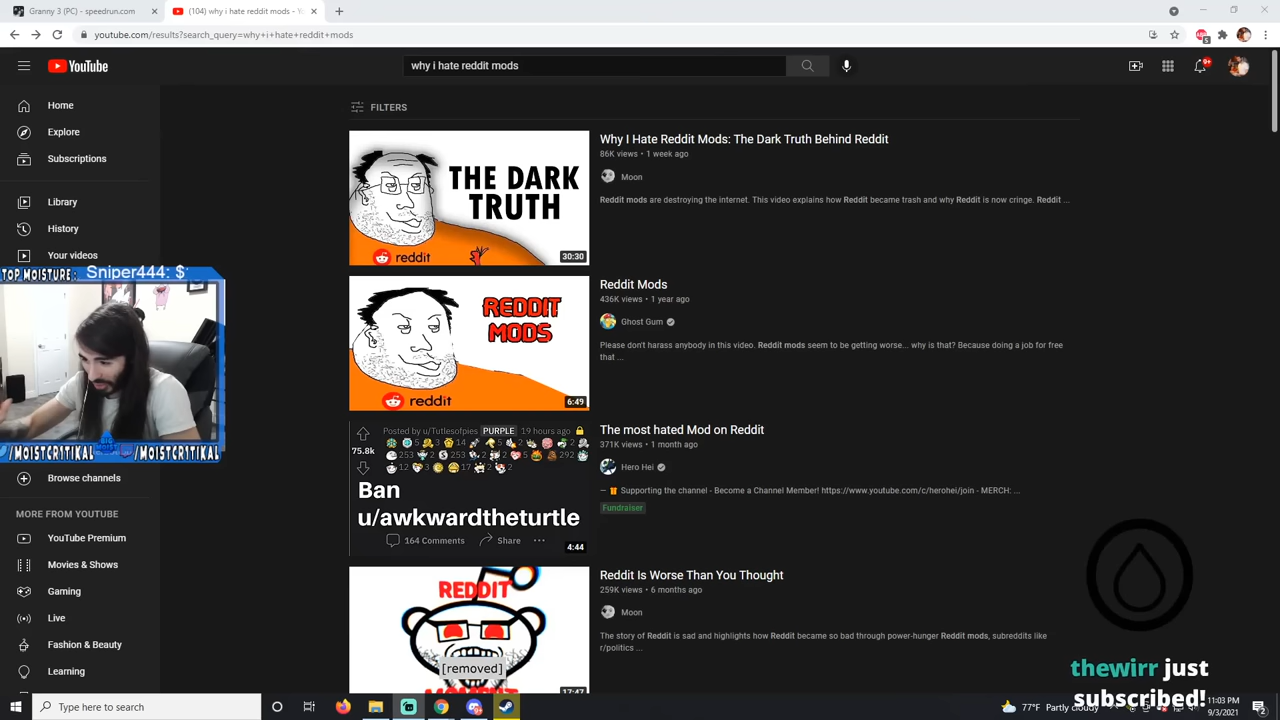 Granny 3 (PC) - speedrun.com
(104) why i hate reddit mods - Yo
youtube.com/results?search_query=why+i+hate+reddit+mods
5
YouTube
why i hate reddit mods
9+
Home
Explore
Subscriptions
Library
History
Your videos
FILTERS
THE DARK
TRUTH
reddit
30:30
Why I Hate Reddit Mods: The Dark Truth Behind Reddit
86K views • 1 week ago
Moon
Reddit mods are destroying the internet. This video explains how Reddit became trash and why Reddit is now cringe. Reddit ...
REDDIT
MODS
reddit
6:49
Reddit Mods
436K views • 1 year ago
Ghost Gum
Please don't harass anybody in this video. Reddit mods seem to be getting worse... why is that? Because doing a job for free
that ...
TOP MOISTURE : Sniper444: $
/MOISTCR1TIKAL /MOISTCR1TIKAL
Posted by u/Tutlesofpies PURPLE 19 hours ago
75.8k
Ban
u/awkwardtheturtle
164 Comments Share ...
4:44
The most hated Mod on Reddit
371K views • 1 month ago
Hero Hei
Supporting the channel - Become a Channel Member! https://www.youtube.com/c/herohei/join - MERCH: ...
Fundraiser
Browse channels
MORE FROM YOUTUBE
YouTube Premium
Movies & Shows
Gaming
Live
Fashion & Beauty
Learning
REDDIT
[removed]
MOMENT
17:47
Reddit Is Worse Than You Thought
259K views • 6 months ago
Moon
The story of Reddit is sad and highlights how Reddit became so bad through power-hunger Reddit mods, subreddits like
r/politics ...
thewirr just
subscribed!
Type here to search
77°F Partly cloudy
11:03 PM
9/3/2021
2